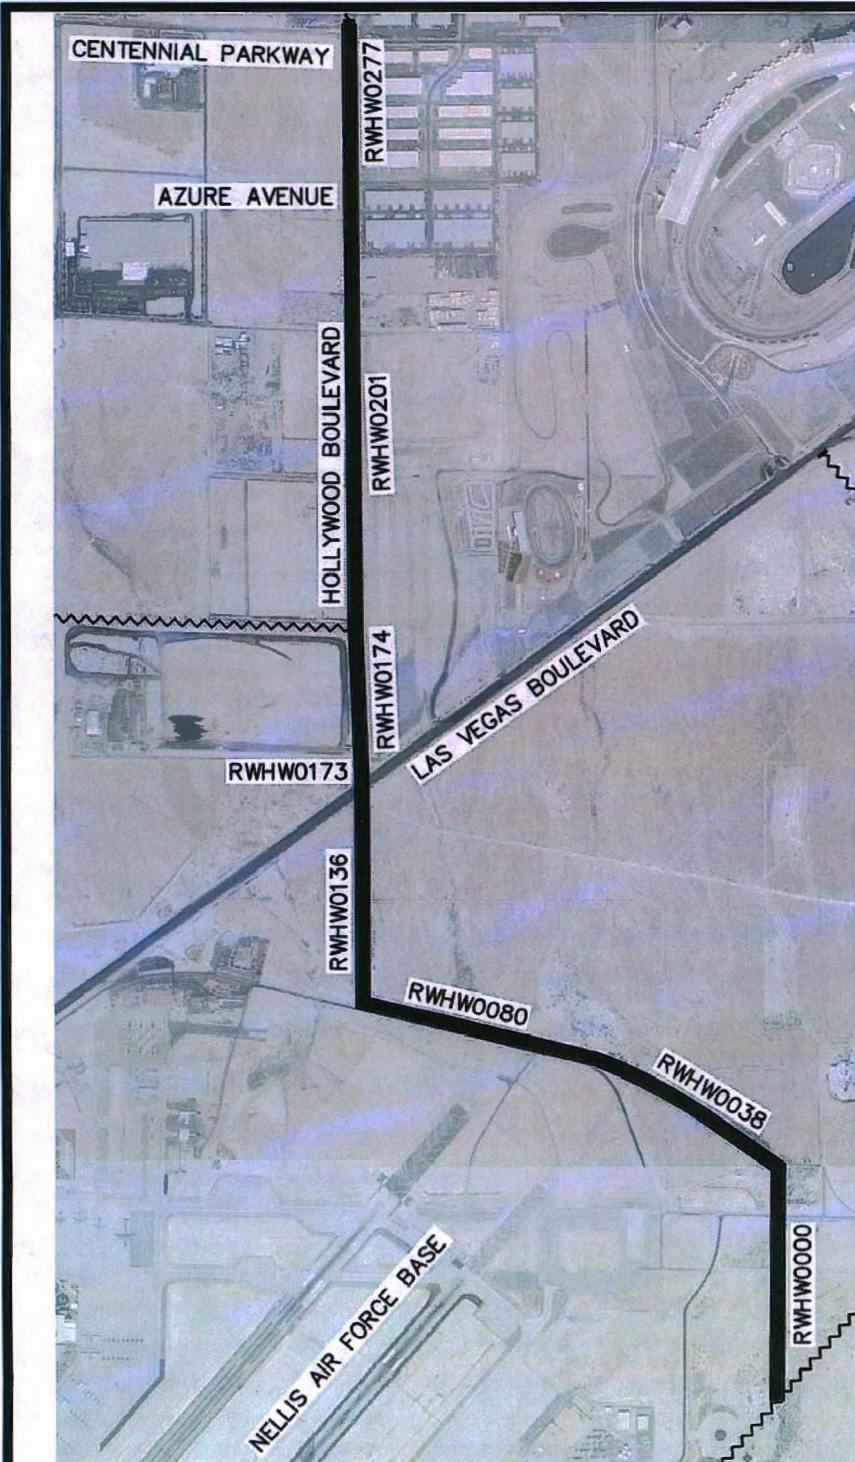 CENTENNIAL PARKWAY
RWHW0277
AZURE AVENUE
HOLLYWOOD BOULEVARD
RWHW0201
RWHW0174
LAS VEGAS BOULEVARD
RWHW0173
RWHW0136
RWHW0080
RWHW0038
RWHW0000
NELLIS AIR FORCE BASE